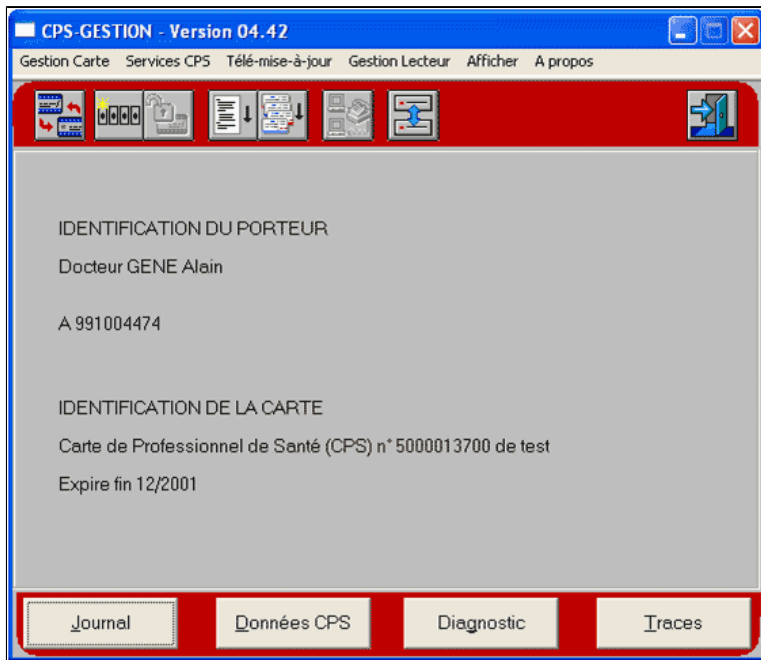 CPS-GESTION - Version 04.42
Gestion Carte Services CPS Télé-mise-à-jour Gestion Lecteur Afficher A propos
IDENTIFICATION DU PORTEUR
Docteur GENE Alain
A 991004474
IDENTIFICATION DE LA CARTE
Carte de Professionnel de Santé (CPS) n° 5000013700 de test
Expire fin 12/2001
Journal Données CPS Diagnostic Traces